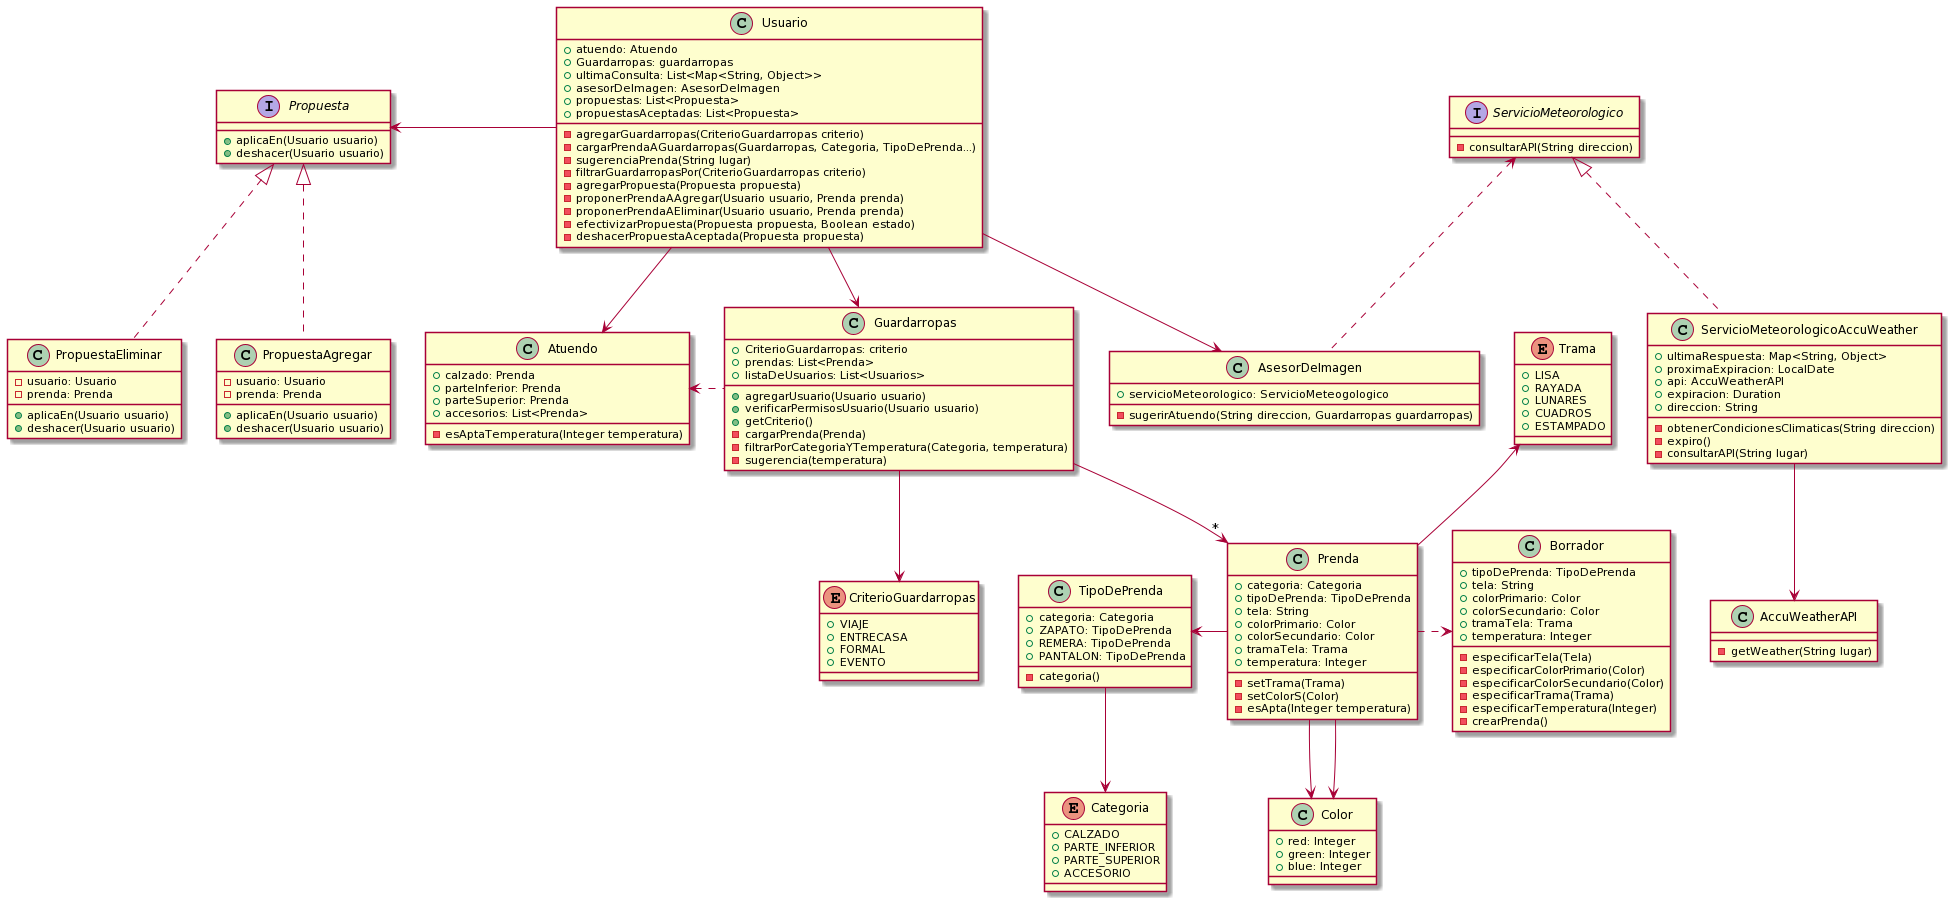 C Usuario
atuendo: Atuendo
Guardarropas: guardarropas
ultimaConsulta: List<Map<String, Object>>
asesorDeImagen: AsesorDeImagen
propuestas: List<Propuesta>
propuestasAceptadas: List<Propuesta>
agregarGuardarropas(CriterioGuardarropas criterio)
cargarPrendaAGuardarropas(Guardarropas, Categoria, TipoDePrenda...)
sugerenciaPrenda(String lugar)
filtrarGuardarropasPor(CriterioGuardarropas criterio)
agregarPropuesta(Propuesta propuesta)
proponerPrendaAAgregar(Usuario usuario, Prenda prenda)
proponerPrendaAEliminar(Usuario usuario, Prenda prenda)
efectivizarPropuesta(Propuesta propuesta, Boolean estado)
deshacerPropuestaAceptada(Propuesta propuesta)
I Propuesta
aplicaEn(Usuario usuario)
deshacer(Usuario usuario)
I ServicioMeteorologico
consultarAPI(String direccion)
C PropuestaEliminar
usuario: Usuario
prenda: Prenda
aplicaEn(Usuario usuario)
deshacer(Usuario usuario)
C PropuestaAgregar
usuario: Usuario
prenda: Prenda
aplicaEn(Usuario usuario)
deshacer(Usuario usuario)
C Atuendo
calzado: Prenda
parteInferior: Prenda
parteSuperior: Prenda
accesorios: List<Prenda>
esAptaTemperatura(Integer temperatura)
C Guardarropas
CriterioGuardarropas: criterio
prendas: List<Prenda>
listaDeUsuarios: List<Usuarios>
agregarUsuario(Usuario usuario)
verificarPermisosUsuario(Usuario usuario)
getCriterio()
cargarPrenda(Prenda)
filtrarPorCategoriaYTemperatura(Categoria, temperatura)
sugerencia(temperatura)
C AsesorDeImagen
servicioMeteorologico: ServicioMeteogologico
sugerirAtuendo(String direccion, Guardarropas guardarropas)
E Trama
LISA
RAYADA
LUNARES
CUADROS
ESTAMPADO
C ServicioMeteorologicoAccuWeather
ultimaRespuesta: Map<String, Object>
proximaExpiracion: LocalDate
api: AccuWeatherAPI
expiracion: Duration
direccion: String
obtenerCondicionesClimaticas(String direccion)
expiro()
consultarAPI(String lugar)
*
E CriterioGuardarropas
VIAJE
ENTRECASA
FORMAL
EVENTO
C TipoDePrenda
categoria: Categoria
ZAPATO: TipoDePrenda
REMERA: TipoDePrenda
PANTALON: TipoDePrenda
categoria()
C Prenda
categoria: Categoria
tipoDePrenda: TipoDePrenda
tela: String
colorPrimario: Color
colorSecundario: Color
tramaTela: Trama
temperatura: Integer
setTrama(Trama)
setColorS(Color)
esApta(Integer temperatura)
C Borrador
tipoDePrenda: TipoDePrenda
tela: String
colorPrimario: Color
colorSecundario: Color
tramaTela: Trama
temperatura: Integer
especificarTela(Tela)
especificarColorPrimario(Color)
especificarColorSecundario(Color)
especificarTrama(Trama)
especificarTemperatura(Integer)
crearPrenda()
C AccuWeatherAPI
getWeather(String lugar)
E Categoria
CALZADO
PARTE_INFERIOR
PARTE_SUPERIOR
ACCESORIO
C Color
red: Integer
green: Integer
blue: Integer